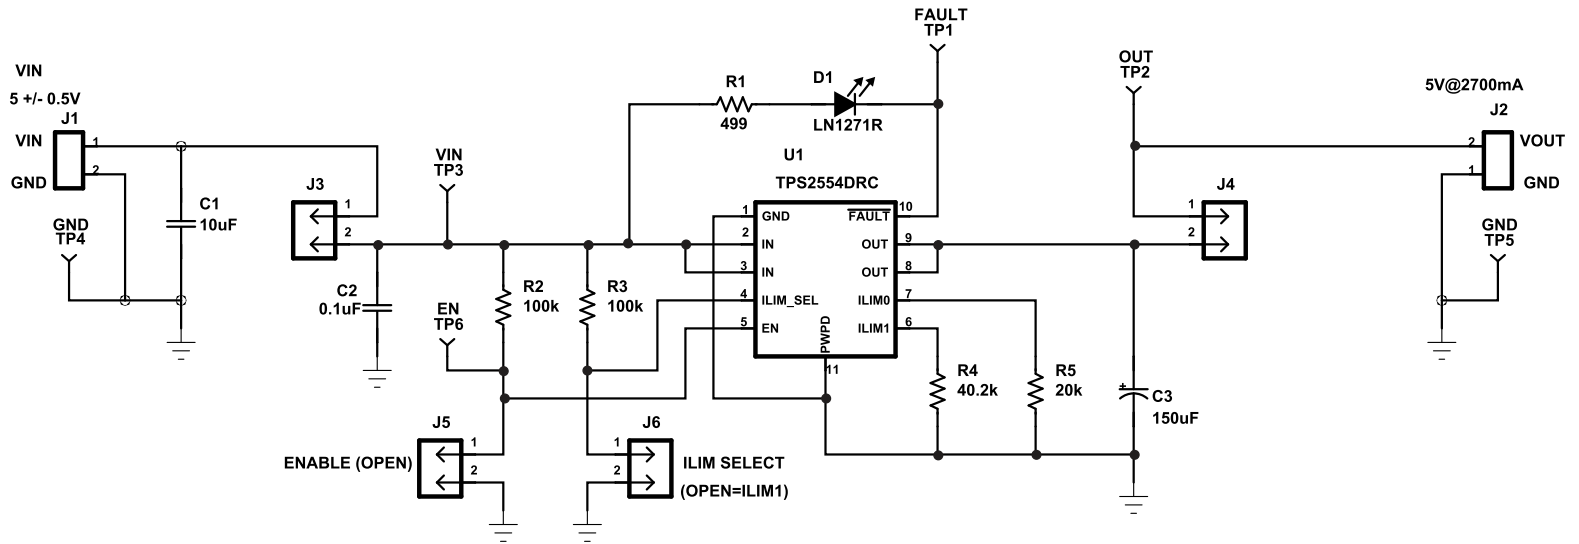 FAULT
TP1
VIN
5 +/- 0.5V
J1
VIN
1
2
GND
GND
TP4
C1
10uF
J3
1
2
VIN
TP3
C2
0.1uF
EN
TP6
R2
100k
R3
100k
R1
499
D1
LN1271R
U1
TPS2554DRC
1
GND
2
IN
3
IN
4
ILIM_SEL
5
EN
PWPD
11
FAULT
10
OUT
9
OUT
8
ILIM0
7
ILIM1
6
R4
40.2k
R5
20k
OUT
TP2
5V@2700mA
J2
2
VOUT
1
GND
J4
1
2
GND
TP5
+
C3
150uF
J5
1
2
ENABLE (OPEN)
J6
1
2
ILIM SELECT
(OPEN=ILIM1)